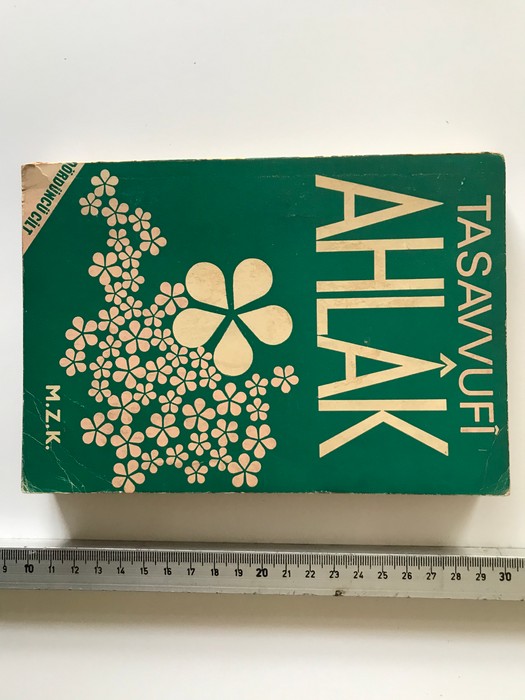 TASAVVUFÎ
AHLÂK
M.Z.K.
DÖRDÜNCÜ CİLT
9 10 11 12 13 14 15 16 17 18 19 20 21 22 23 24 25 26 27 28 29 30